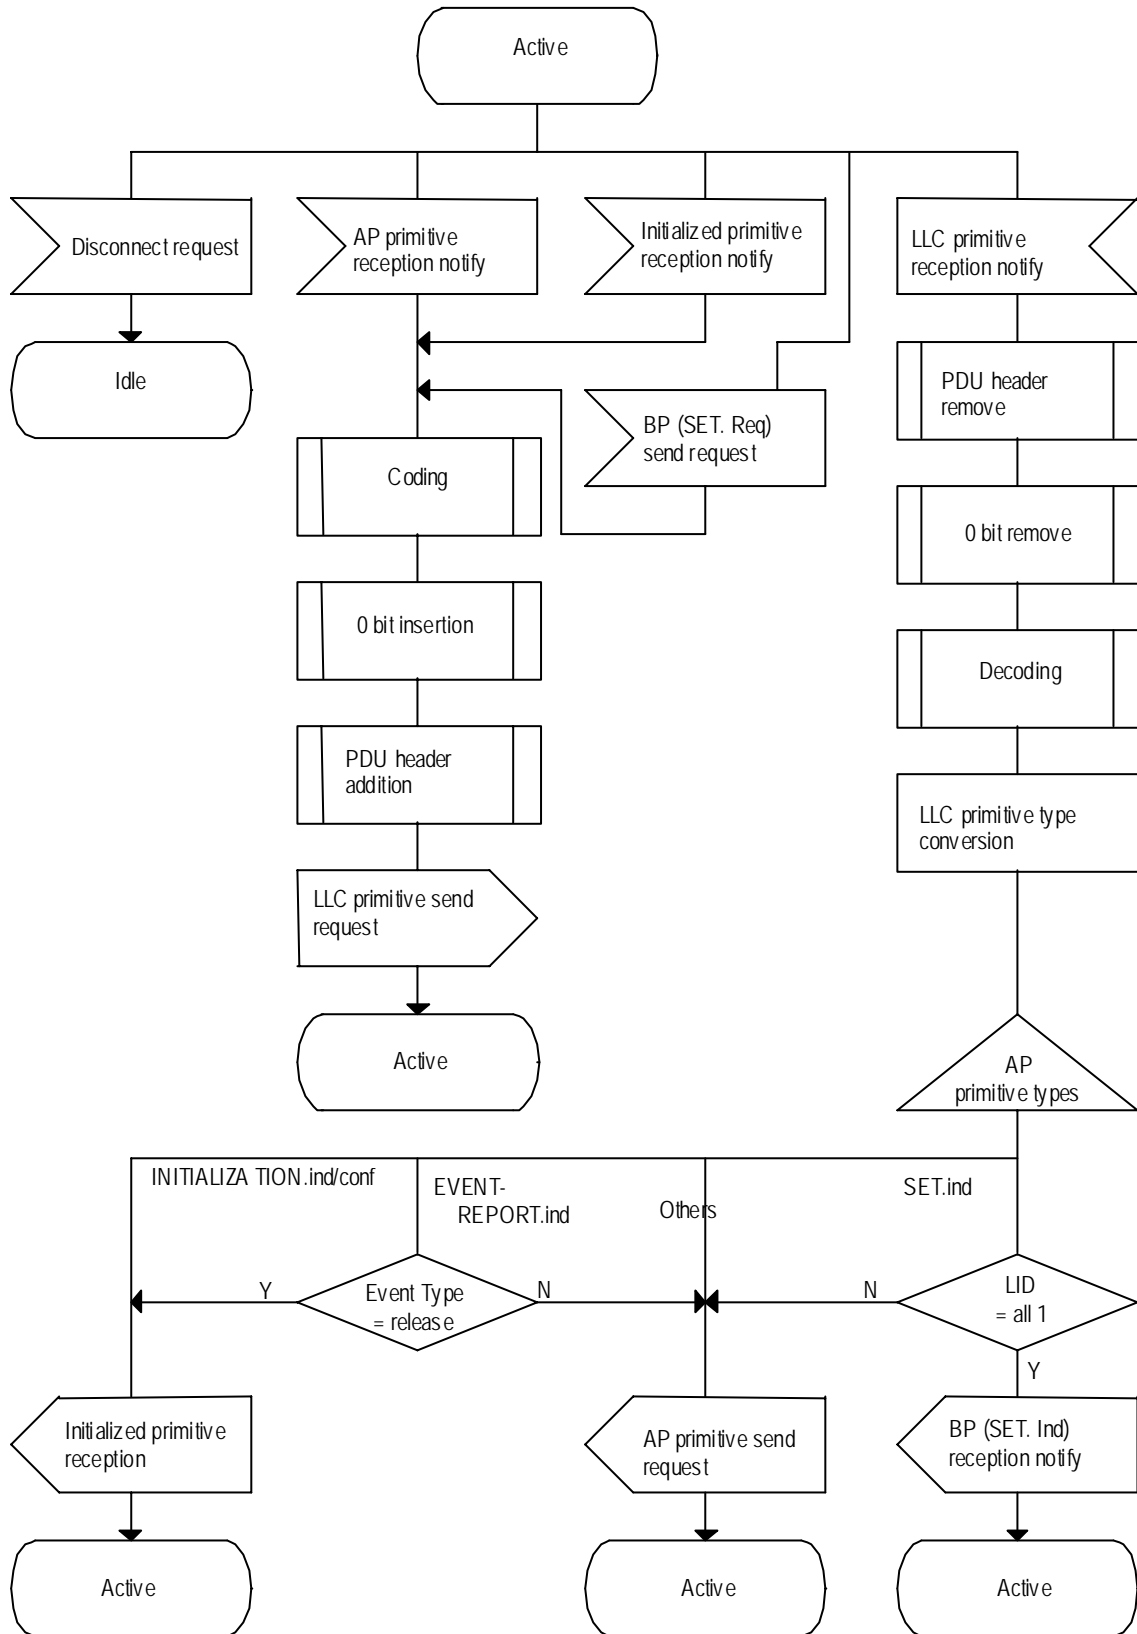 Active
Disconnect request
AP primitive
reception notify
Initialized primitive
reception notify
LLC primitive
reception notify
Idle
BP (SET. Req)
send request
PDU header
remove
Coding
0 bit remove
0 bit insertion
Decoding
PDU header
addition
LLC primitive type
conversion
LLC primitive send
request
Active
AP
primitive types
INITIALIZA TION.ind/conf
EVENT-
REPORT.ind
Others
SET.ind
Y
Event Type
= release
N
N
LID
= all 1
Y
Initialized primitive
reception
AP primitive send
request
BP (SET. Ind)
reception notify
Active
Active
Active